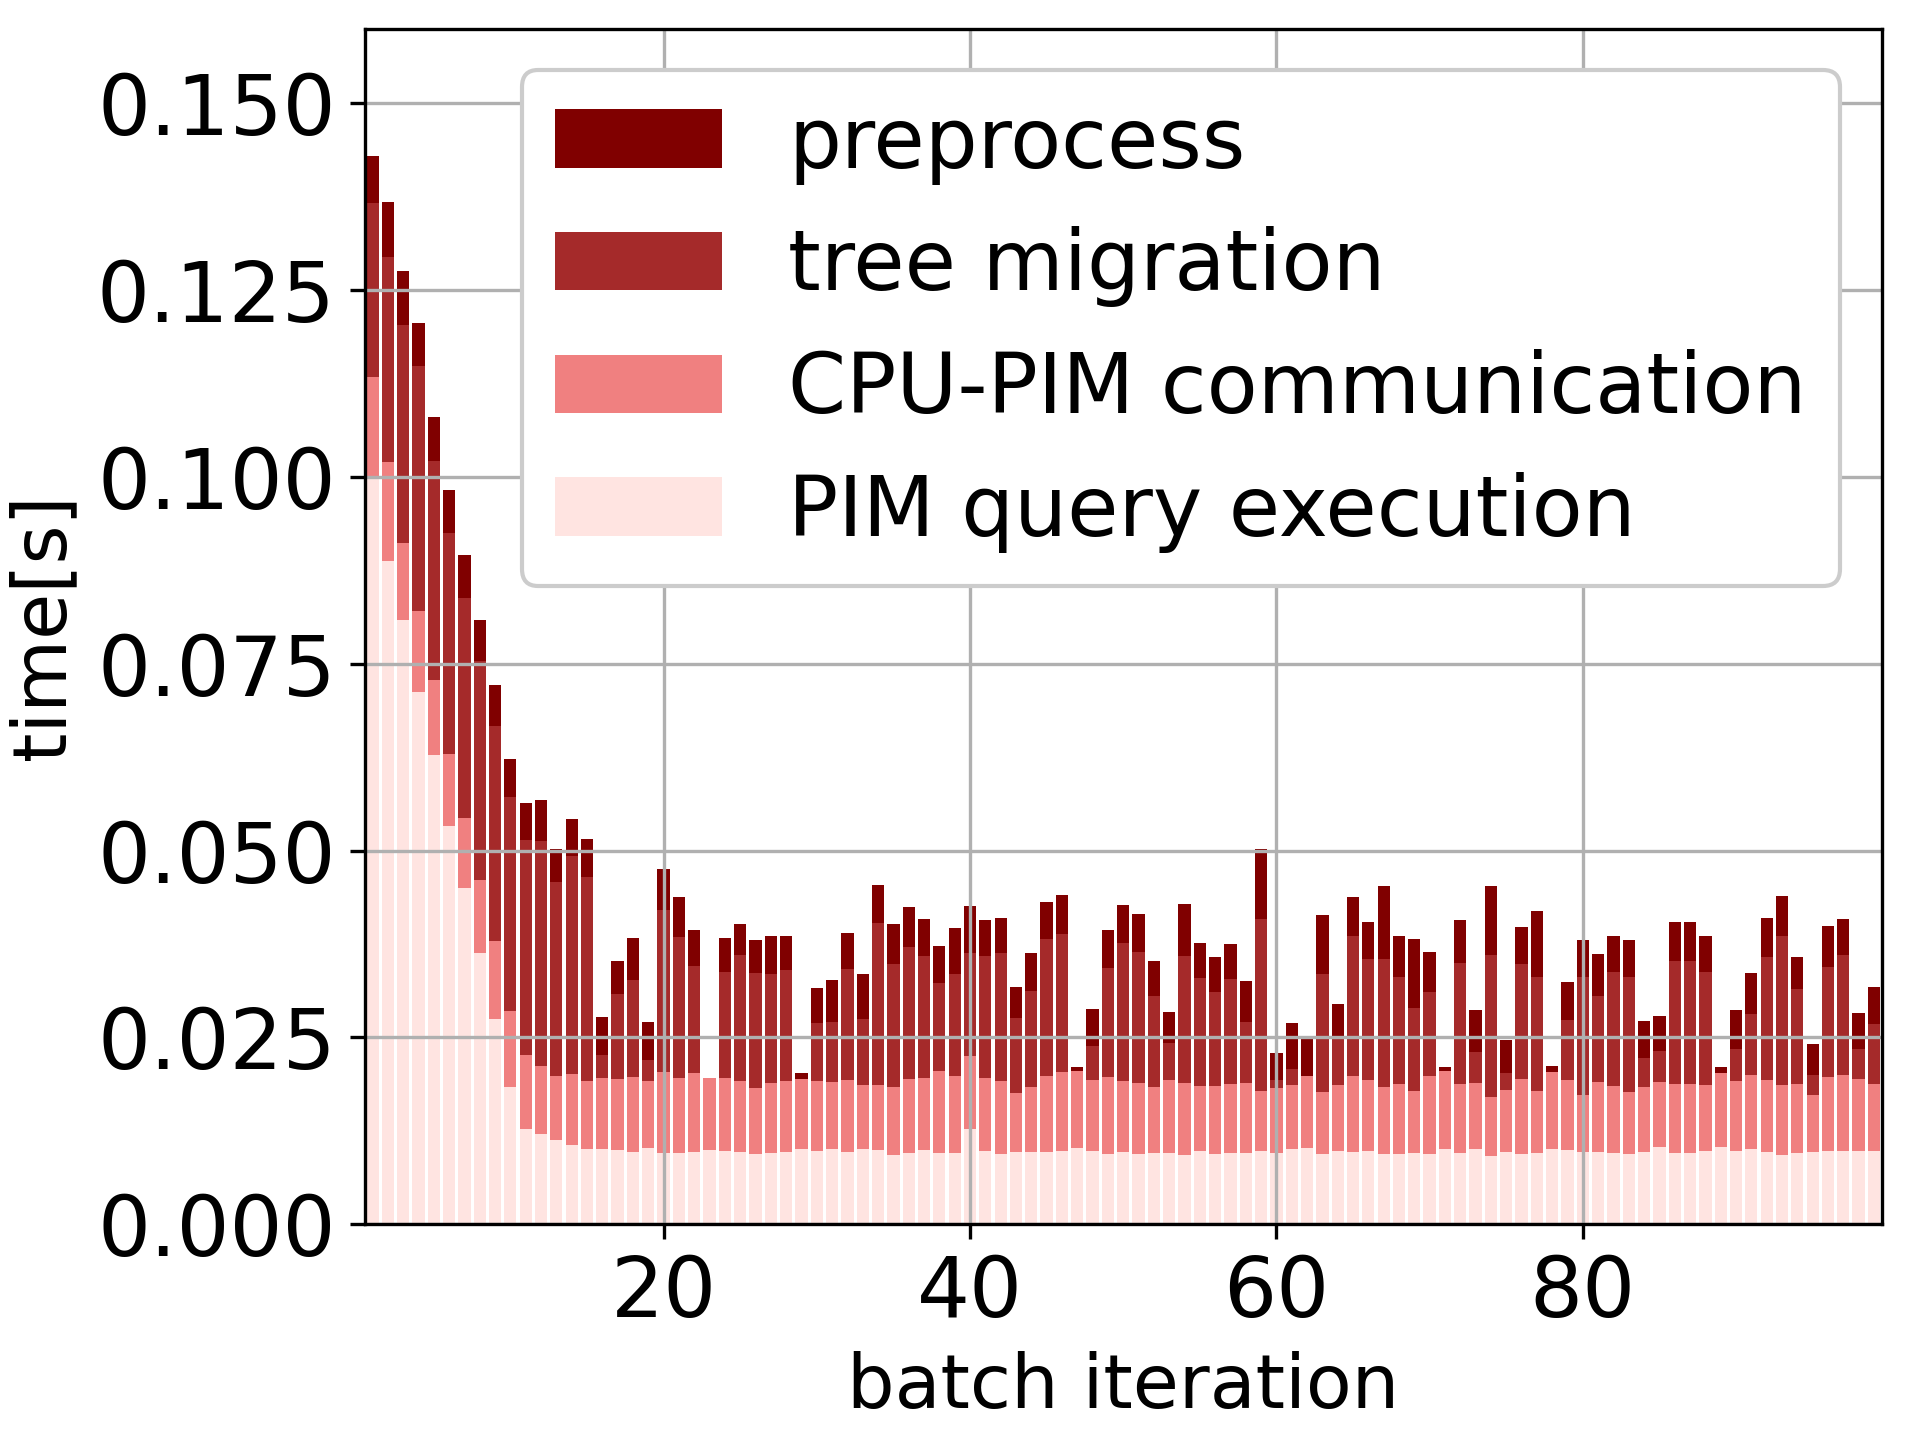 0.150
0.125
0.100
0.075
0.050
0.025
0.000
time[s]
preprocess
tree migration
CPU-PIM communication
PIM query execution
20 40 60 80
batch iteration